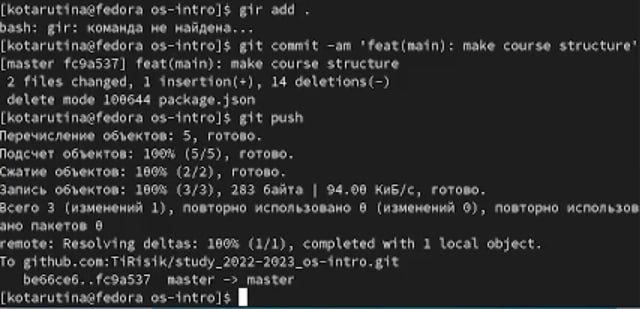 [kotarutina@fedora os-intro]$ gir add .
bash: gir: команда не найдена...
[kotarutina@fedora os-intro]$ git commit -am 'feat(main): make course structure'
[master fc9a537] feat(main): make course structure
 2 files changed, 1 insertion(+), 14 deletions(-)
 delete mode 100644 package.json
[kotarutina@fedora os-intro]$ git push
Перечисление объектов: 5, готово.
Подсчет объектов: 100% (5/5), готово.
Сжатие объектов: 100% (2/2), готово.
Запись объектов: 100% (3/3), 283 байта | 94.00 КиБ/с, готово.
Всего 3 (изменений 1), повторно использовано 0 (изменений 0), повторно использов
ано пакетов 0
remote: Resolving deltas: 100% (1/1), completed with 1 local object.
To github.com:TiRisik/study_2022-2023_os-intro.git
   be66ce6..fc9a537  master -> master
[kotarutina@fedora os-intro]$